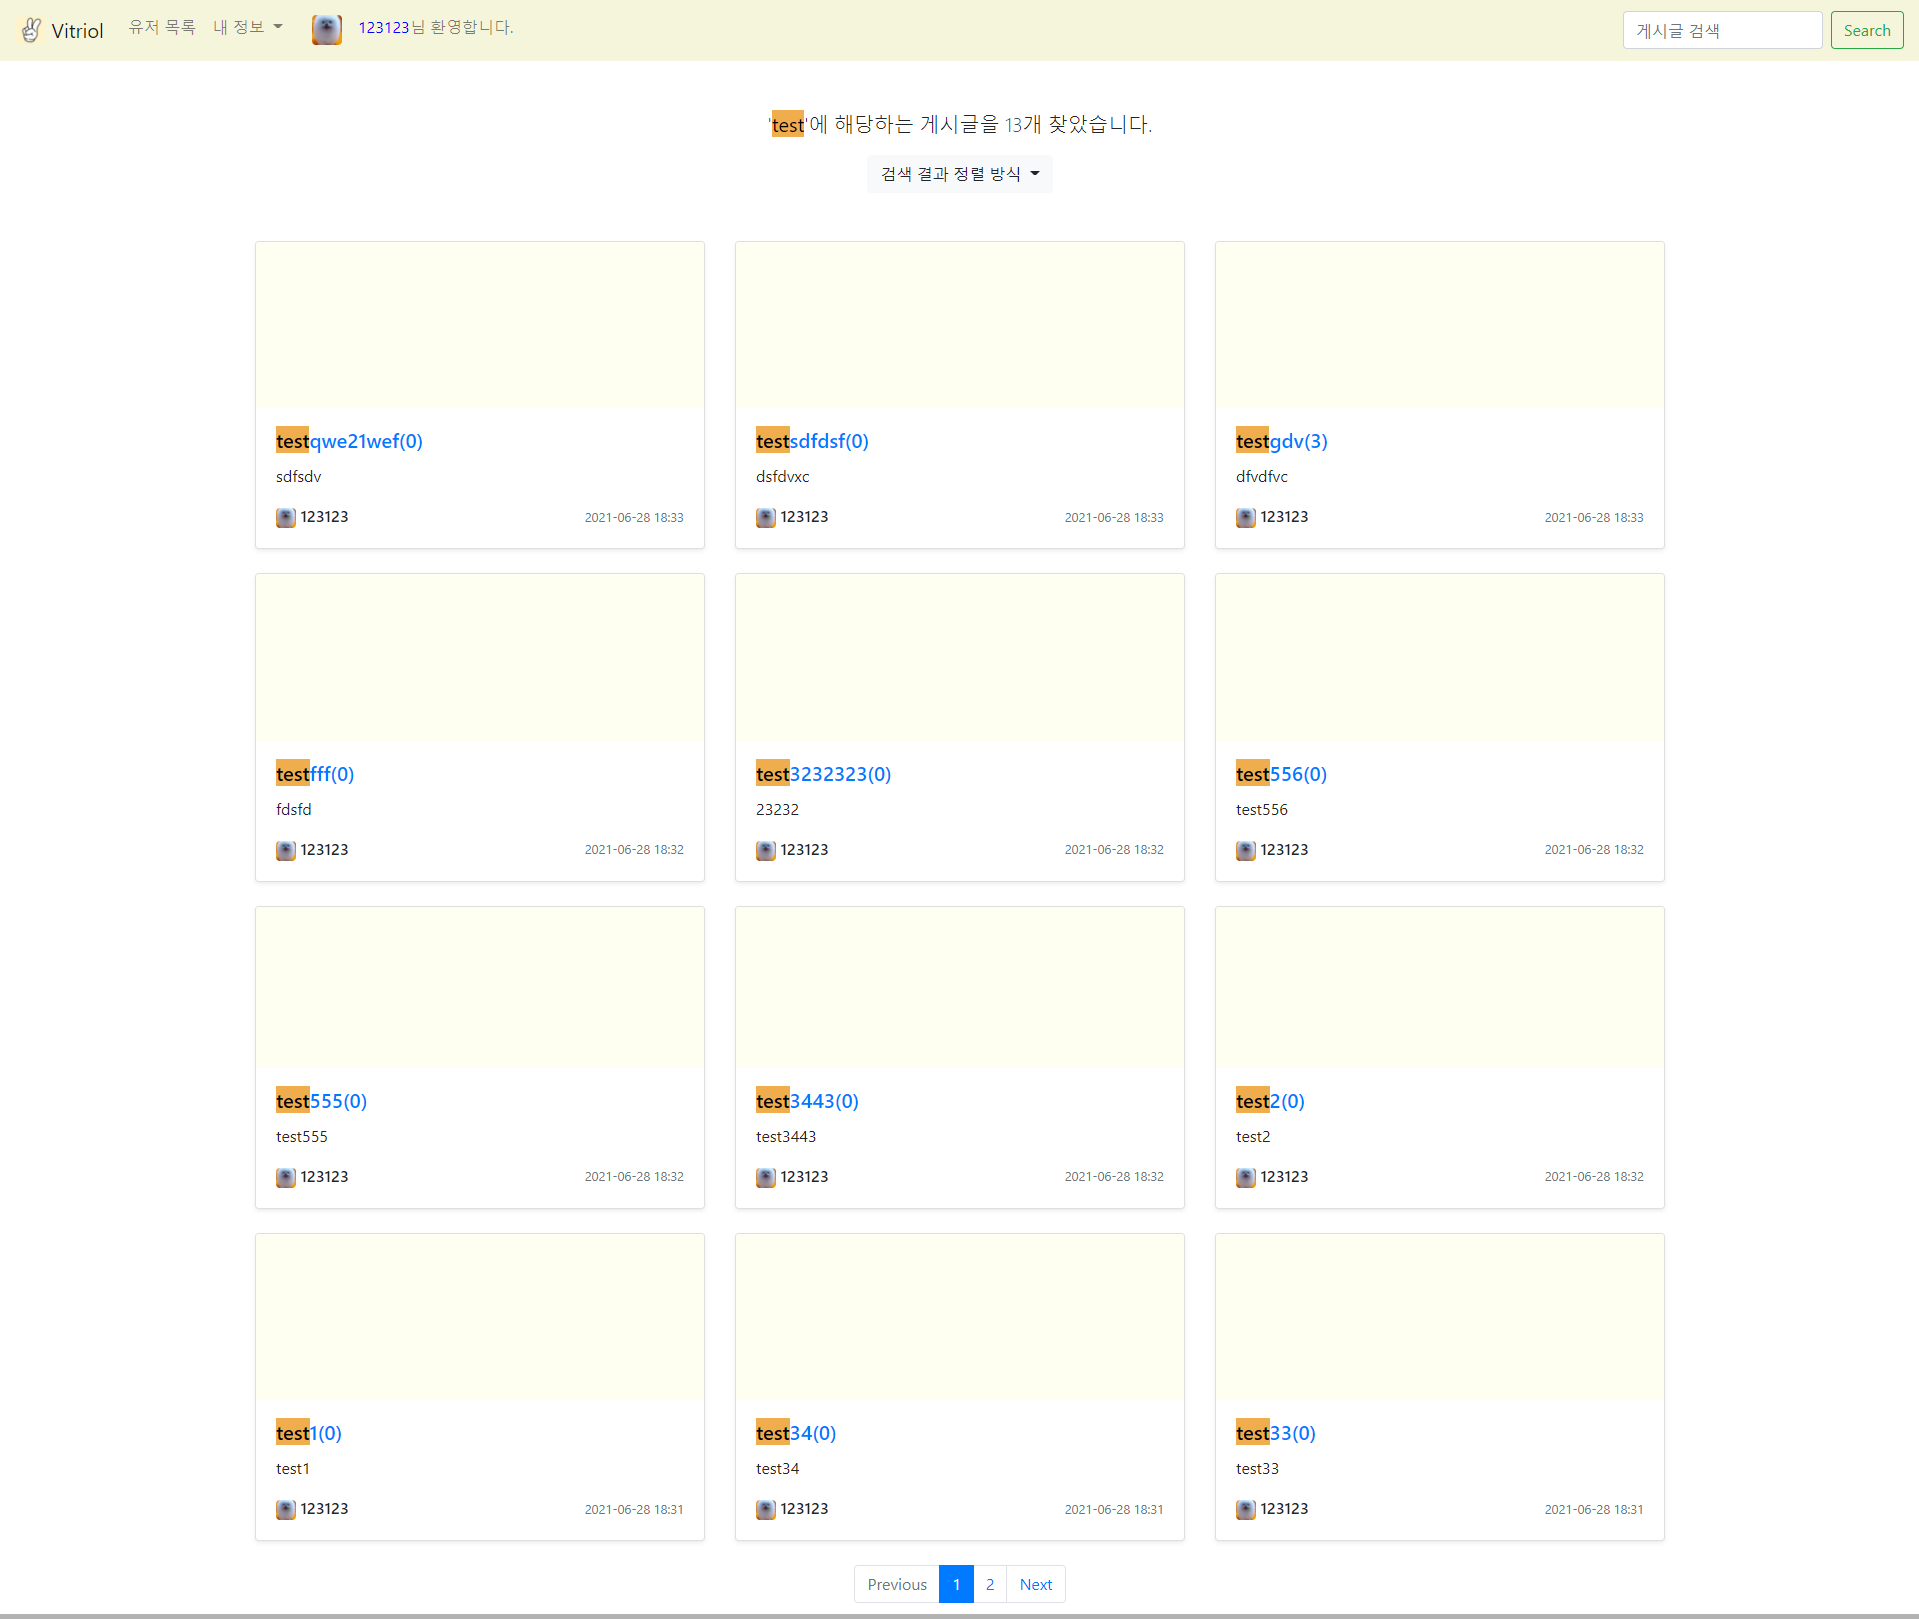 Vitriol 유저 목록 내 정보 123123님 환영합니다. 게시글 검색 Search
'test'에 해당하는 게시글을 13개 찾았습니다.
검색 결과 정렬 방식
testqwe21wef(0)
sdfsdv
123123 2021-06-28 18:33
testsdfdsf(0)
dsfdvxc
123123 2021-06-28 18:33
testgdv(3)
dfvdfvc
123123 2021-06-28 18:33
testfff(0)
fdsfd
123123 2021-06-28 18:32
test3232323(0)
23232
123123 2021-06-28 18:32
test556(0)
test556
123123 2021-06-28 18:32
test555(0)
test555
123123 2021-06-28 18:32
test3443(0)
test3443
123123 2021-06-28 18:32
test2(0)
test2
123123 2021-06-28 18:32
test1(0)
test1
123123 2021-06-28 18:31
test34(0)
test34
123123 2021-06-28 18:31
test33(0)
test33
123123 2021-06-28 18:31
Previous 1 2 Next